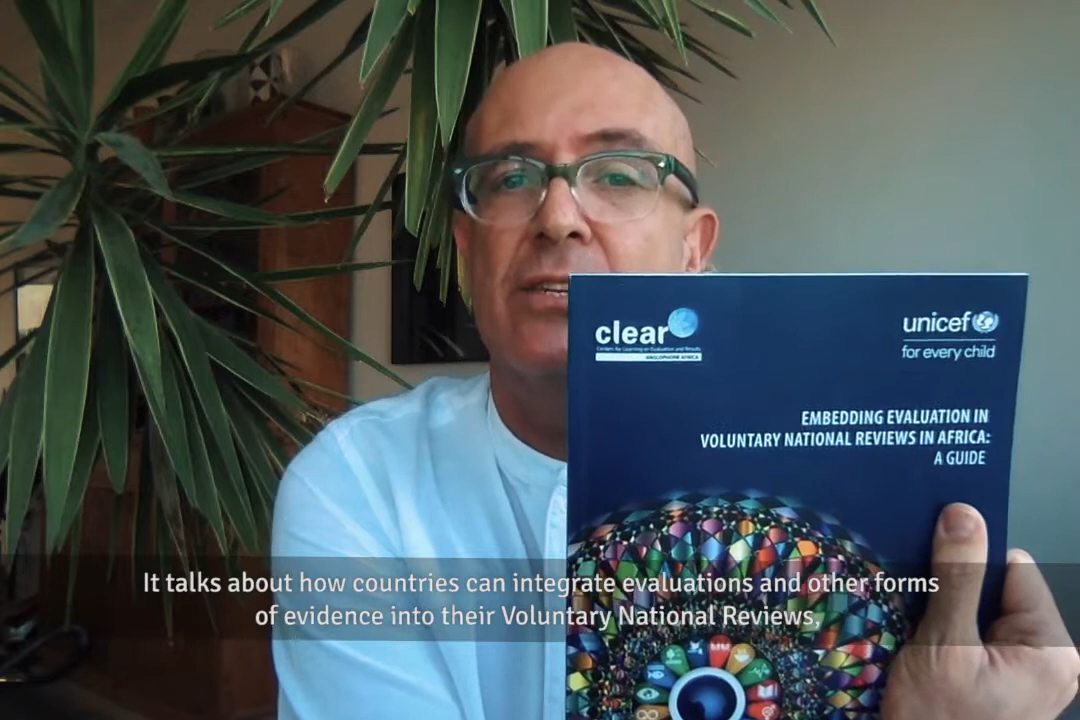 clear
Centers for Learning on Evaluation and Results
ANGLOPHONE AFRICA
unicef
for every child
EMBEDDING EVALUATION IN
VOLUNTARY NATIONAL REVIEWS IN AFRICA:
A GUIDE
It talks about how countries can integrate evaluations and other forms
of evidence into their Voluntary National Reviews,